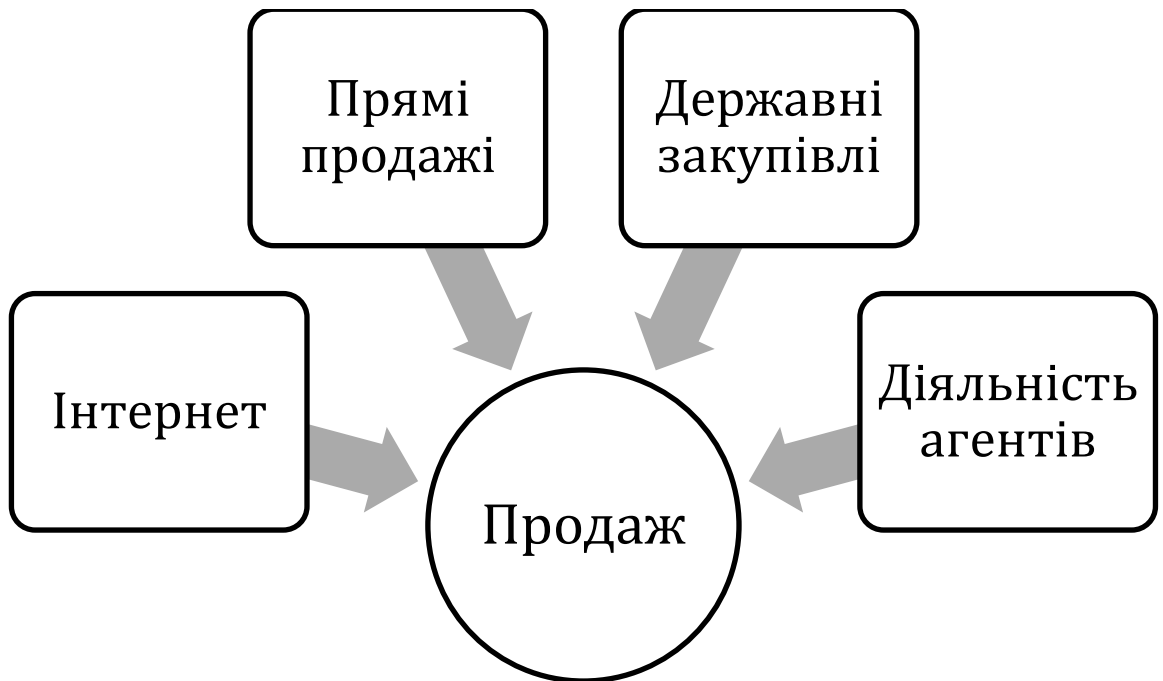 Прямі
продажі
Державні
закупівлі
Інтернет
Діяльність
агентів
Продаж